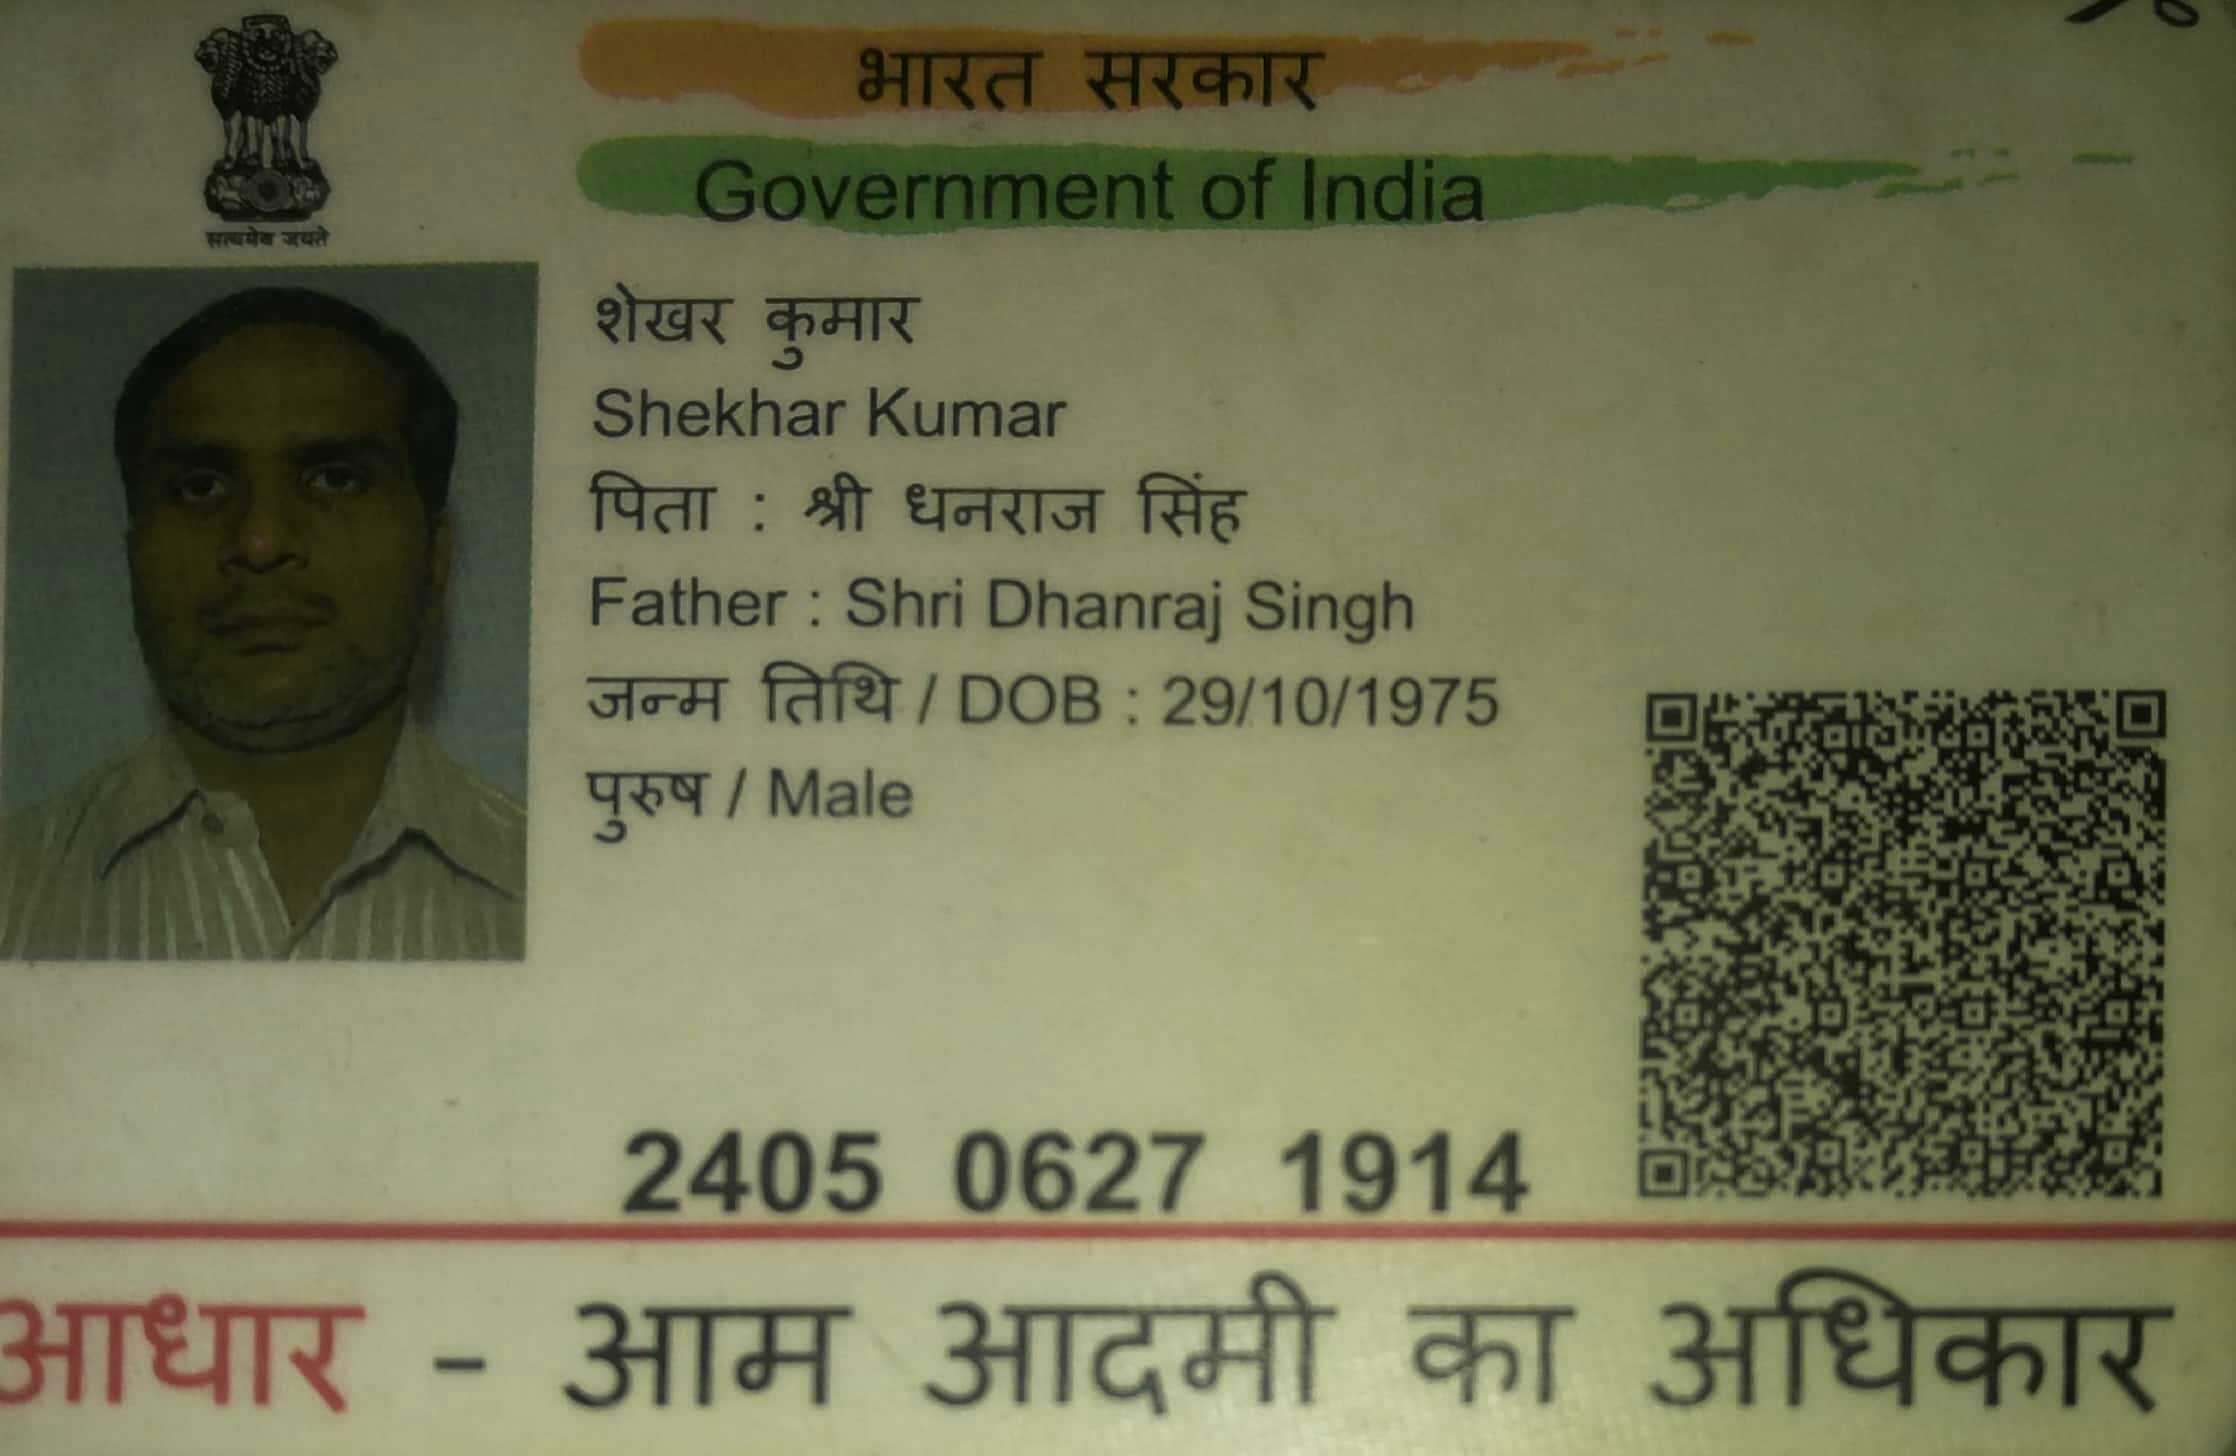 भारत सरकार
Government of India
सत्यमेव जयते
शेखर कुमार
Shekhar Kumar
पिता : श्री धनराज सिंह
Father : Shri Dhanraj Singh
जन्म तिथि / DOB : 29/10/1975
पुरुष / Male
2405 0627 1914
आधार - आम आदमी का अधिकार